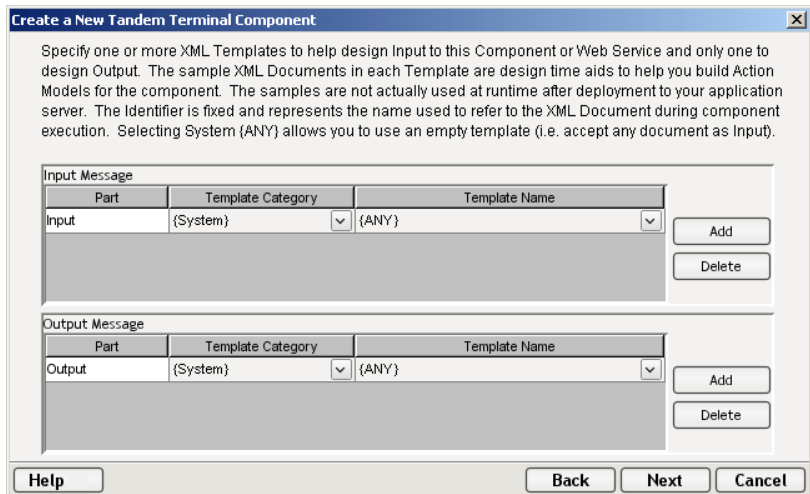 Create a New Tandem Terminal Component
Specify one or more XML Templates to help design Input to this Component or Web Service and only one to
design Output. The sample XML Documents in each Template are design time aids to help you build Action
Models for the component. The samples are not actually used at runtime after deployment to your application
server. The Identifier is fixed and represents the name used to refer to the XML Document during component
execution. Selecting System {ANY} allows you to use an empty template (i.e. accept any document as Input).
Input Message
Part Template Category Template Name
Input {System} {ANY}
Add
Delete
Output Message
Part Template Category Template Name
Output {System} {ANY}
Add
Delete
Help Back Next Cancel